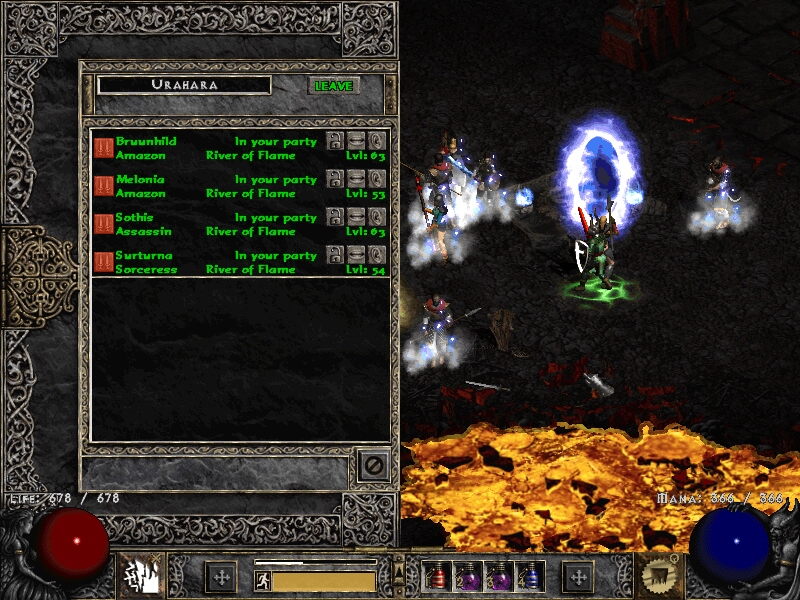 Urahara LEAVE
Bruunhild In your party
Amazon River of Flame Lvl: 63
Melonia In your party
Amazon River of Flame Lvl: 53
Sothis In your party
Assassin River of Flame Lvl: 63
Surturna In your party
Sorceress River of Flame Lvl: 54
Life: 678 / 678 Mana: 366 / 366